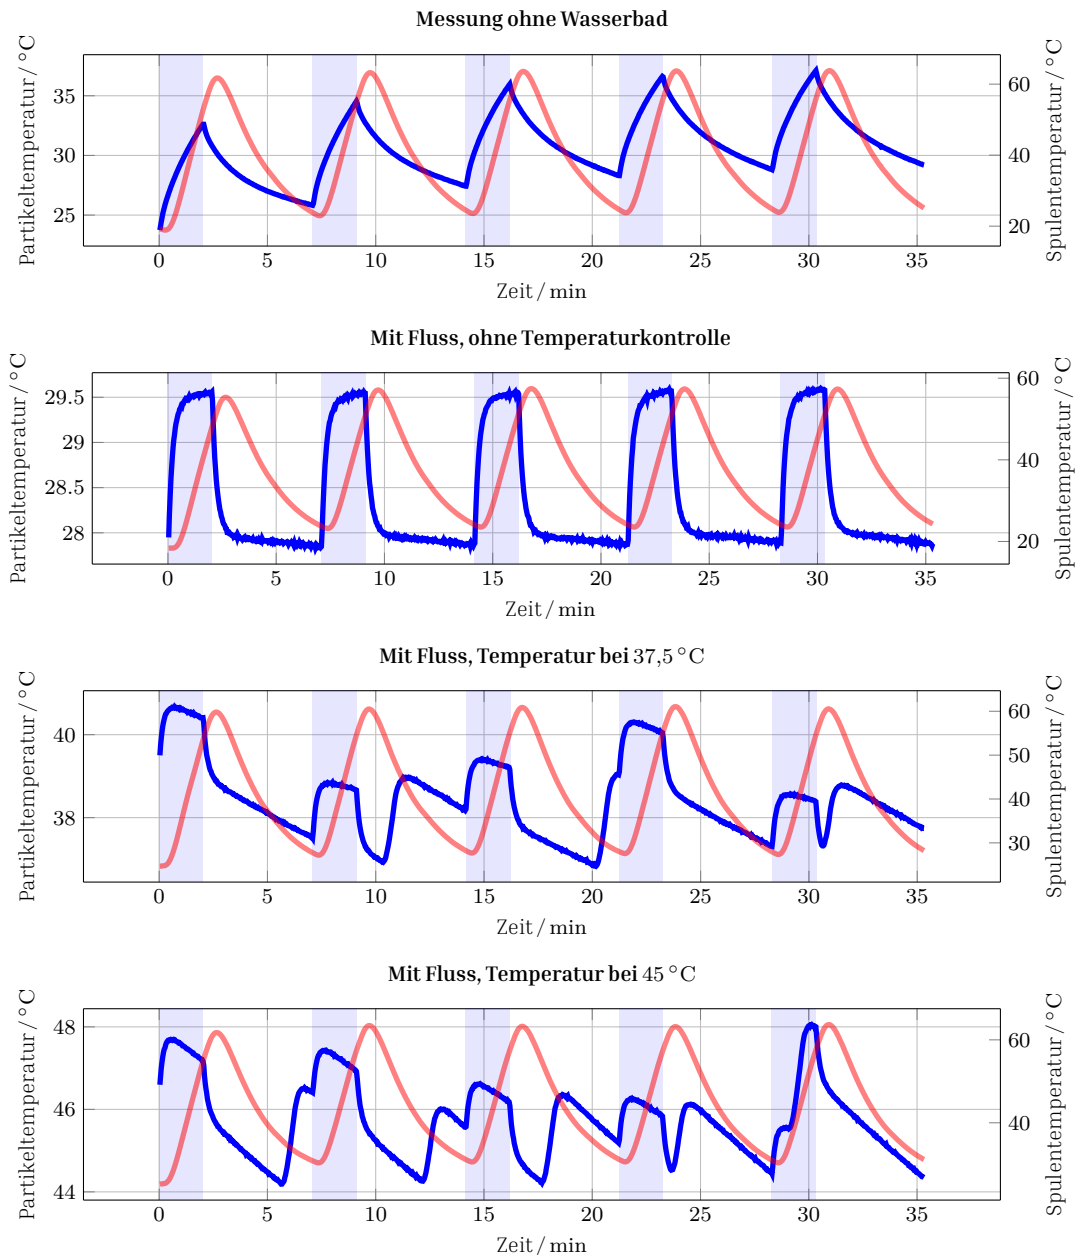 Messung ohne Wasserbad
Partikeltemperatur / °C
35
30
25
60
40
20
Spulentemperatur / °C
0 5 10 15 20 25 30 35
Zeit / min
Mit Fluss, ohne Temperaturkontrolle
Partikeltemperatur / °C
29.5
29
28.5
28
60
40
20
Spulentemperatur / °C
0 5 10 15 20 25 30 35
Zeit / min
Mit Fluss, Temperatur bei 37,5 °C
Partikeltemperatur / °C
40
38
60
50
40
30
Spulentemperatur / °C
0 5 10 15 20 25 30 35
Zeit / min
Mit Fluss, Temperatur bei 45 °C
Partikeltemperatur / °C
48
46
44
60
40
Spulentemperatur / °C
0 5 10 15 20 25 30 35
Zeit / min